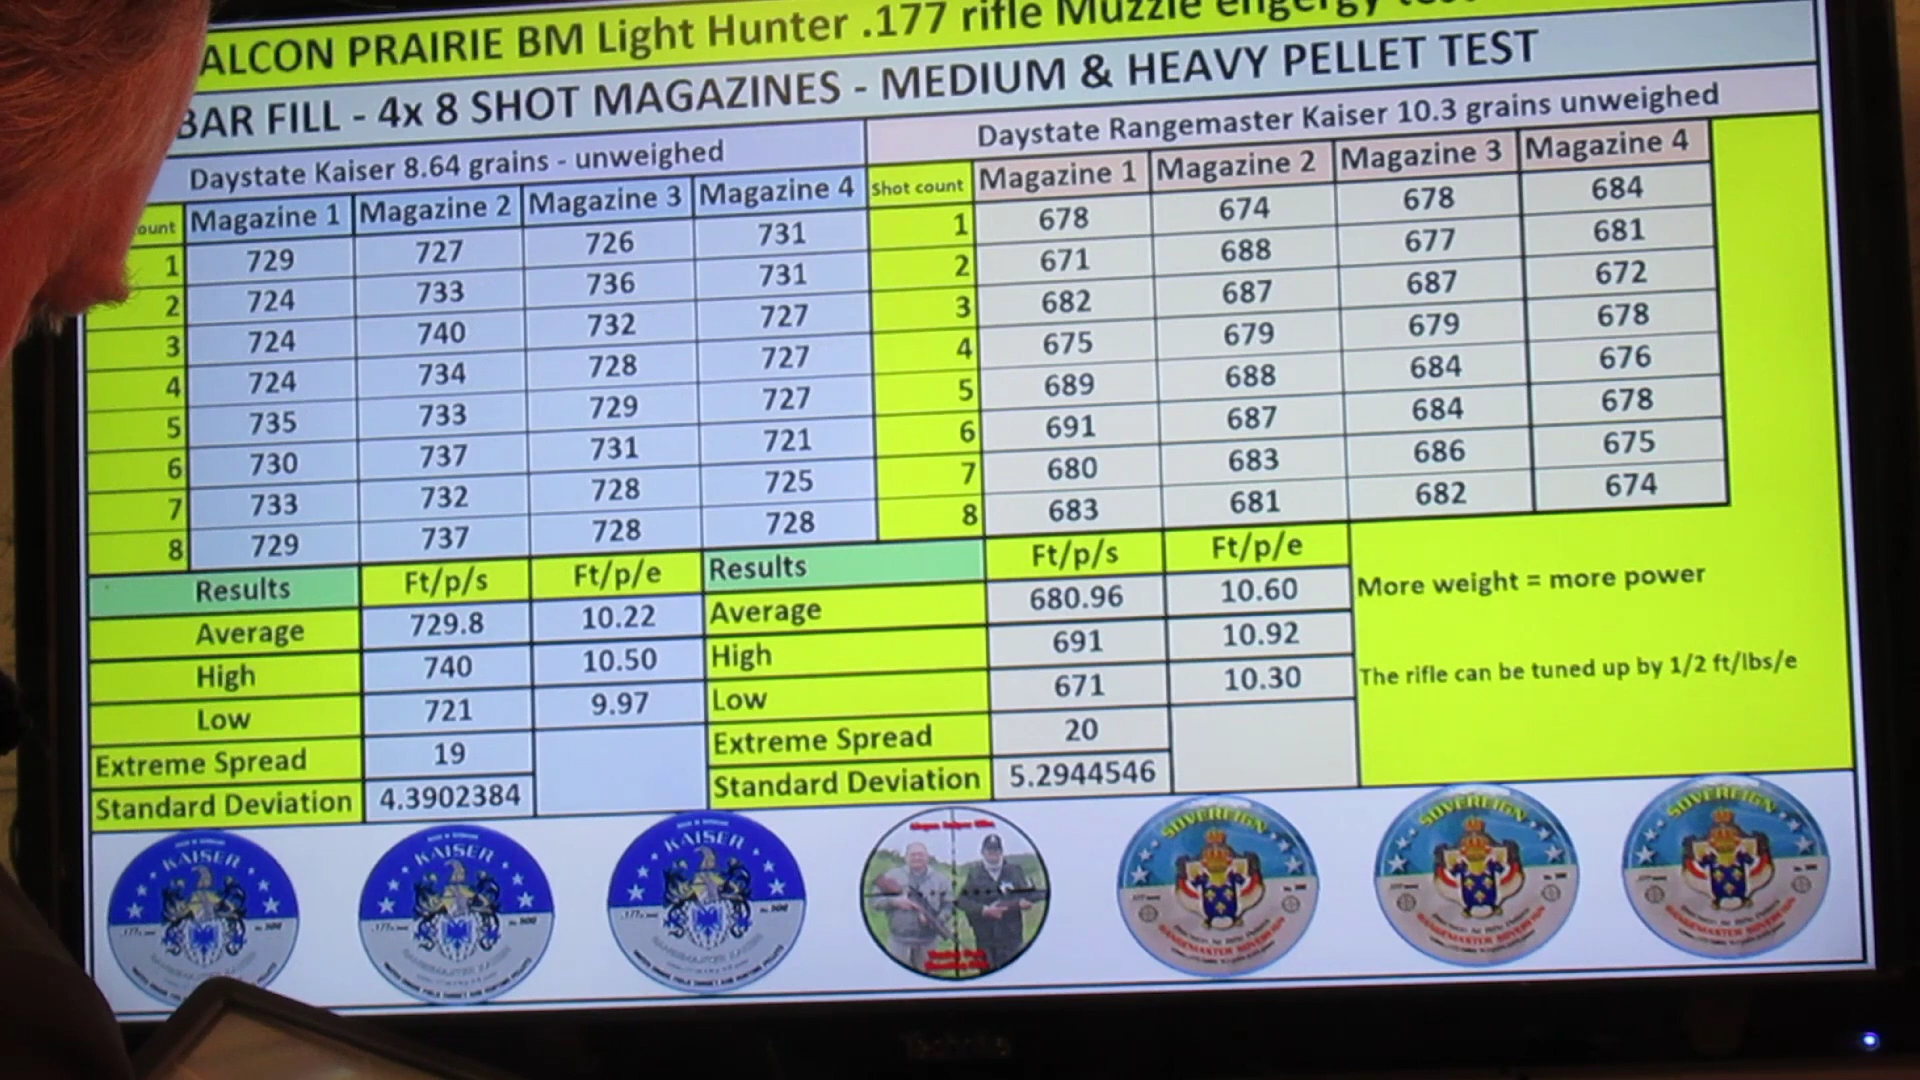 ALCON PRAIRIE BM Light Hunter .177 rifle Muzzle engergy
BAR FILL - 4x 8 SHOT MAGAZINES - MEDIUM & HEAVY PELLET TEST
Daystate Kaiser 8.64 grains - unweighed
Daystate Rangemaster Kaiser 10.3 grains unweighed
ount Magazine 1 Magazine 2 Magazine 3 Magazine 4 Shot count Magazine 1 Magazine 2 Magazine 3 Magazine 4
1 729 727 726 731 1 678 674 678 684
2 724 733 736 731 2 671 688 677 681
3 724 740 732 727 3 682 687 687 672
4 724 734 728 727 4 675 679 679 678
5 735 733 729 727 5 689 688 684 676
6 730 737 731 721 6 691 687 684 678
7 733 732 728 725 7 680 683 686 675
8 729 737 728 728 8 683 681 682 674
Results Ft/p/s Ft/p/e Results Ft/p/s Ft/p/e
Average 729.8 10.22 Average 680.96 10.60
High 740 10.50 High 691 10.92
Low 721 9.97 Low 671 10.30
Extreme Spread 19 Extreme Spread 20
Standard Deviation 4.3902384 Standard Deviation 5.2944546
More weight = more power
The rifle can be tuned up by 1/2 ft/lbs/e
KAISER
KAISER
KAISER
SOVEREIGN
RANGEMASTER SOVEREIGN
SOVEREIGN
RANGEMASTER SOVEREIGN
SOVEREIGN
RANGEMASTER SOVEREIGN